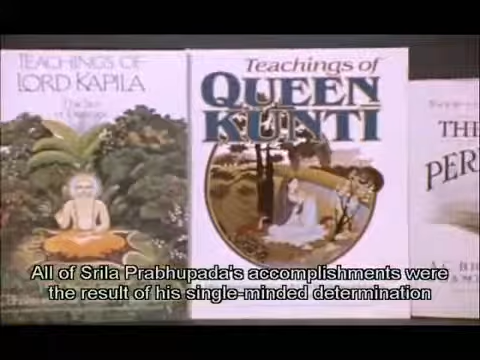 TEACHINGS OF
LORD KAPILA
Teachings of
QUEEN
KUNTI
THE
PER
All of Srila Prabhupada's accomplishments were
the result of his single-minded determination